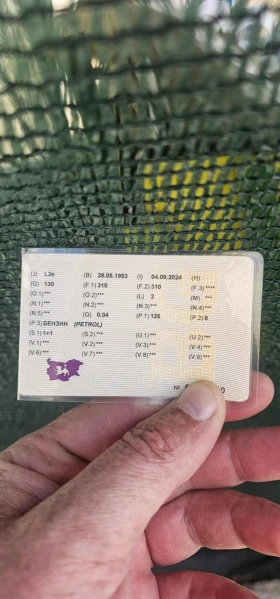 (J) L3e (B) 28.05.1993 (I) 04.09.2024 (H)
(G) 130 (F.1) 310 (F.2) 310 (F.3) ****
(O.1)*** (O.2)*** (L) 2 (M) ***
(N.1)*** (N.2)*** (N.3)*** (N.4)***
(N.5)*** (Q) 0,04 (P.1) 125 (P.2) 8
(P.3) БЕНЗИН (PETROL)
(S.1) 1+1 (S.2)*** (U.1)*** (U.2)***
(V.1)*** (V.2)*** (V.3)*** (V.4)***
(V.6)*** (V.7)*** (V.8)*** (V.9)***